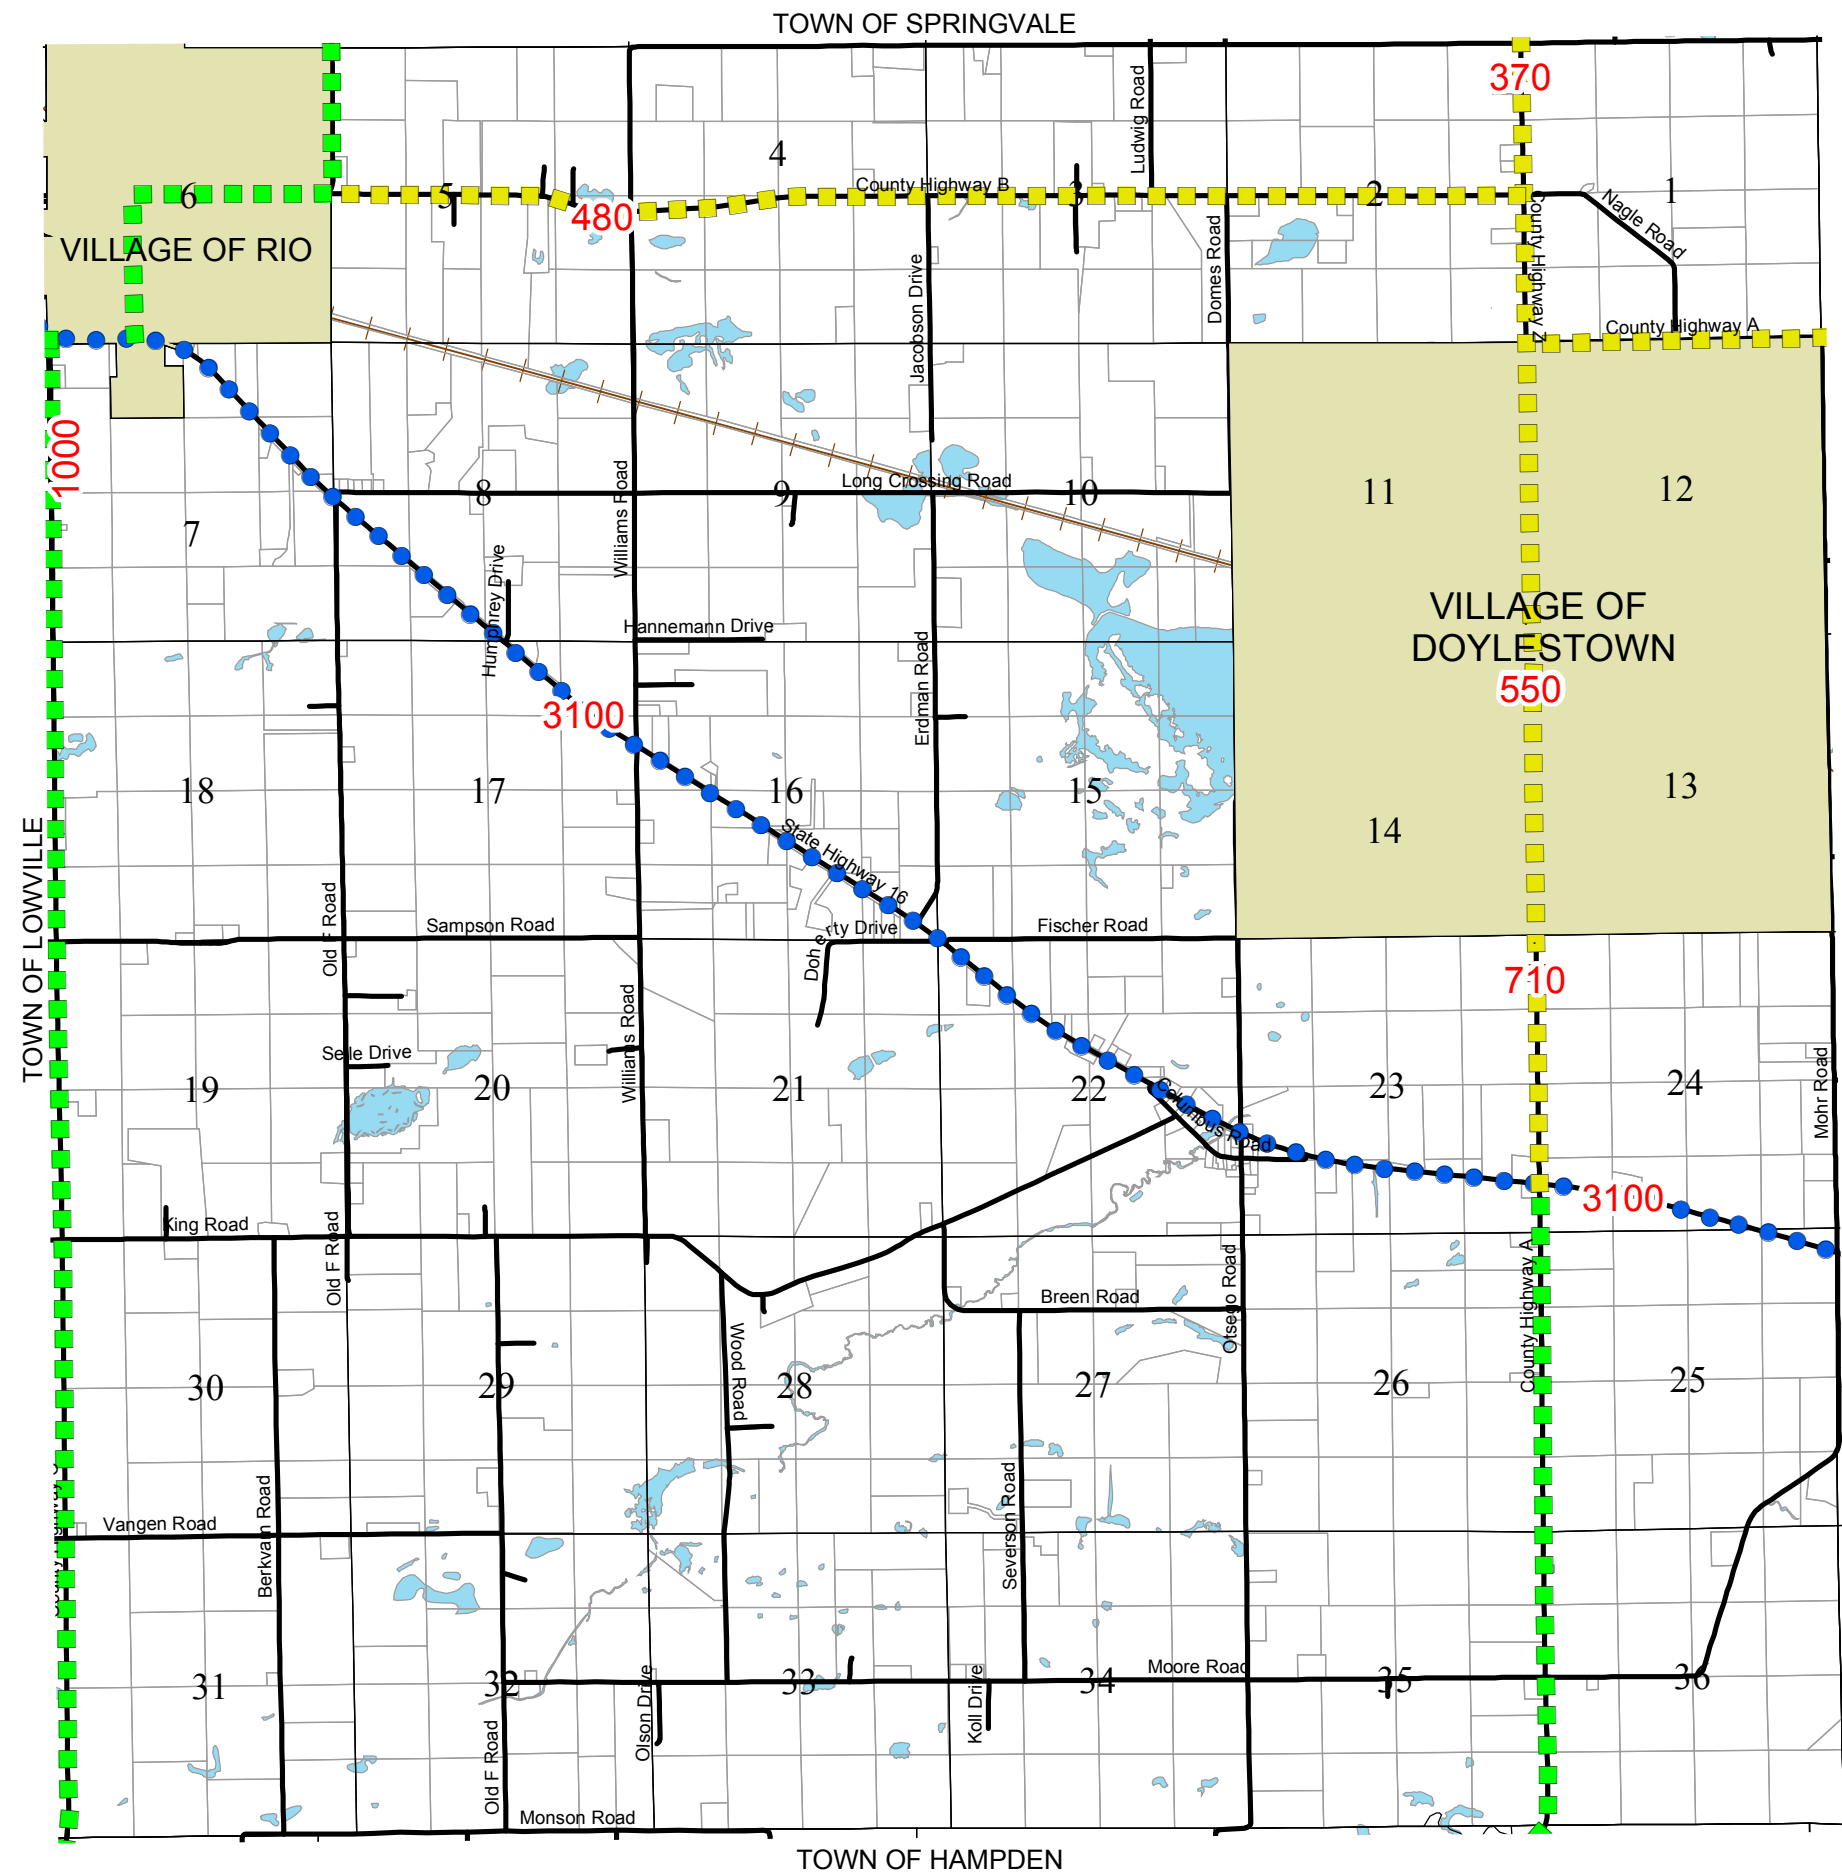 TOWN OF SPRINGVALE
370
Ludwig Road
4
6
5
480
County Highway B
3
2
1
Nagle Road
VILLAGE OF RIO
Jacobson Drive
Domes Road
County Highway Z
County Highway A
1000
7
8
Williams Road
9
Long Crossing Road
10
11
12
Humphrey Drive
Hannemann Drive
Erdman Road
VILLAGE OF
DOYLESTOWN
550
3100
18
17
16
15
14
13
State Highway 16
TOWN OF LOWVILLE
Old F Road
Sampson Road
Doherty Drive
Fischer Road
710
Williams Road
Selle Drive
19
20
21
22
Columbus Road
23
24
Mohr Road
3100
King Road
Old F Road
Otsego Road
County Highway A
Breen Road
Wood Road
30
29
28
27
26
25
Vangen Road
Berkvam Road
Severson Road
31
32
33
34
Moore Road
35
36
Old F Road
Olson Drive
Koll Drive
Monson Road
TOWN OF HAMPDEN